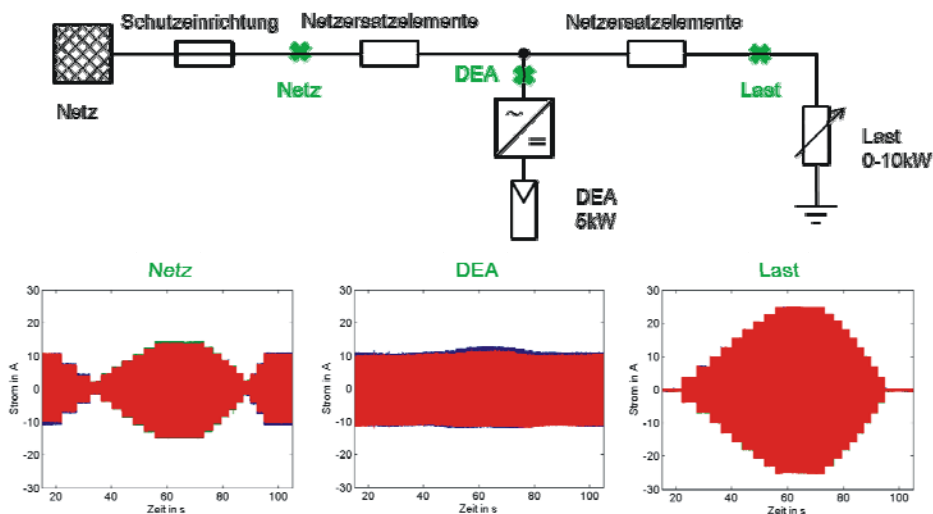 Schutzeinrichtung
Netzersatzelemente
Netzersatzelemente
Netz
Netz
DEA
Last
~
=
Last
0-10kW
DEA
5kW
Netz
DEA
Last
Strom in A
30
20
10
0
-10
-20
-30
20
40
60
80
100
Zeit in s
Strom in A
30
20
10
0
-10
-20
-30
20
40
60
80
100
Zeit in s
Strom in A
30
20
10
0
-10
-20
-30
20
40
60
80
100
Zeit in s